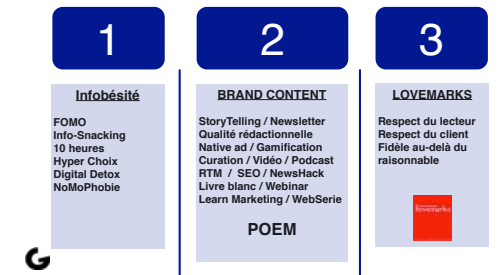 1
Infobésité
FOMO
Info-Snacking
10 heures
Hyper Choix
Digital Detox
NoMoPhobie
2
BRAND CONTENT
StoryTelling / Newsletter
Qualité rédactionnelle
Native ad / Gamification
Curation / Vidéo / Podcast
RTM / SEO / NewsHack
Livre blanc / Webinar
Learn Marketing / WebSerie
POEM
3
LOVEMARKS
Respect du lecteur
Respect du client
Fidèle au-delà du
raisonnable
lovemarks
G